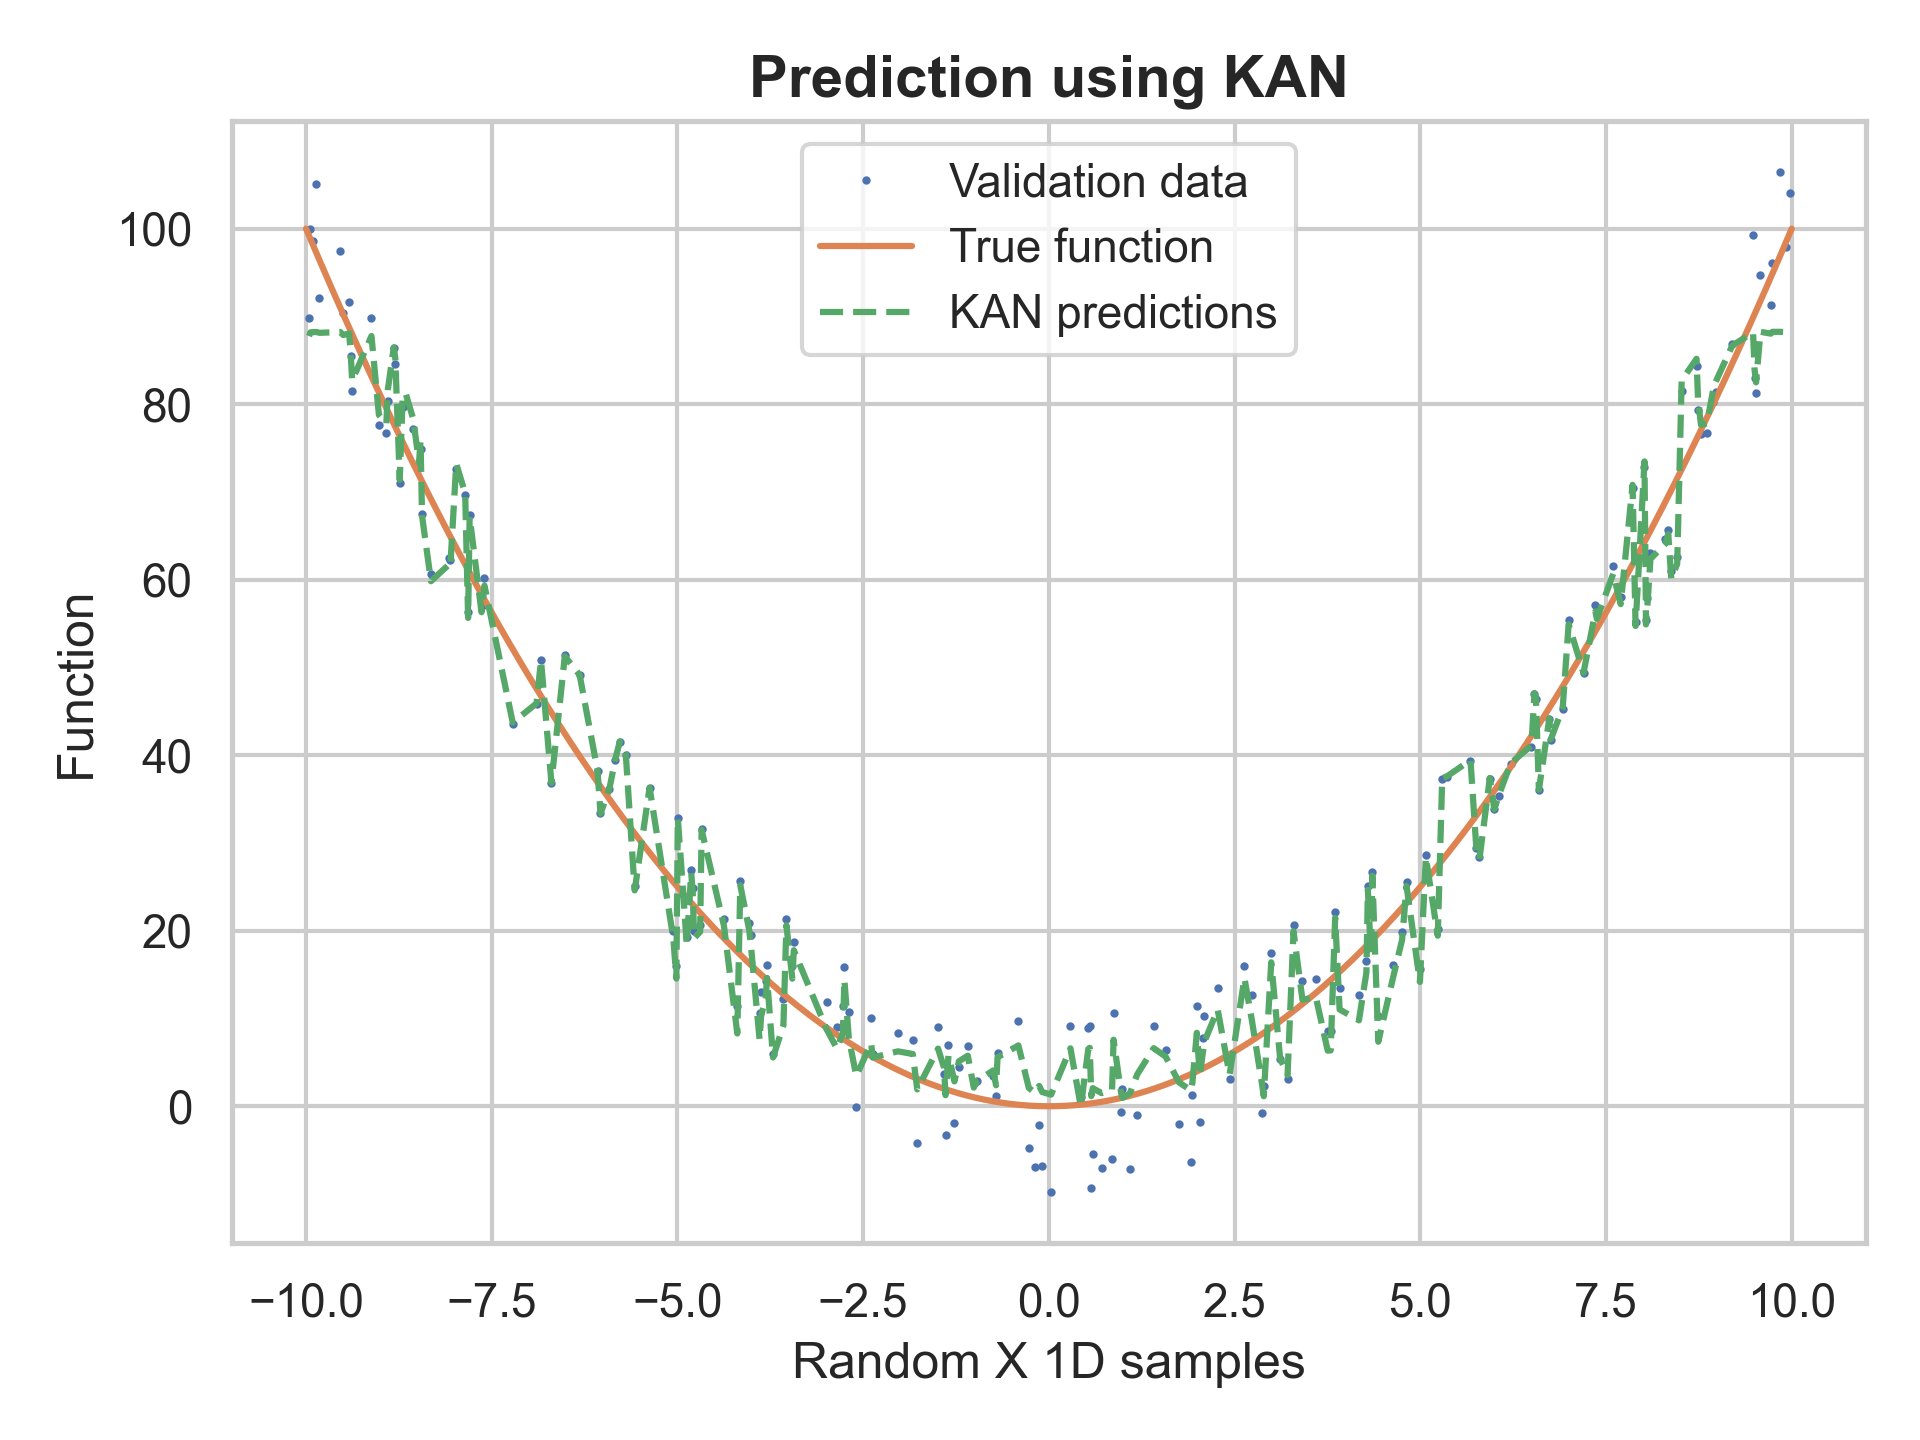 Prediction using KAN
Validation data
True function
KAN predictions
100
80
60
40
20
0
Function
−10.0 −7.5 −5.0 −2.5 0.0 2.5 5.0 7.5 10.0
Random X 1D samples